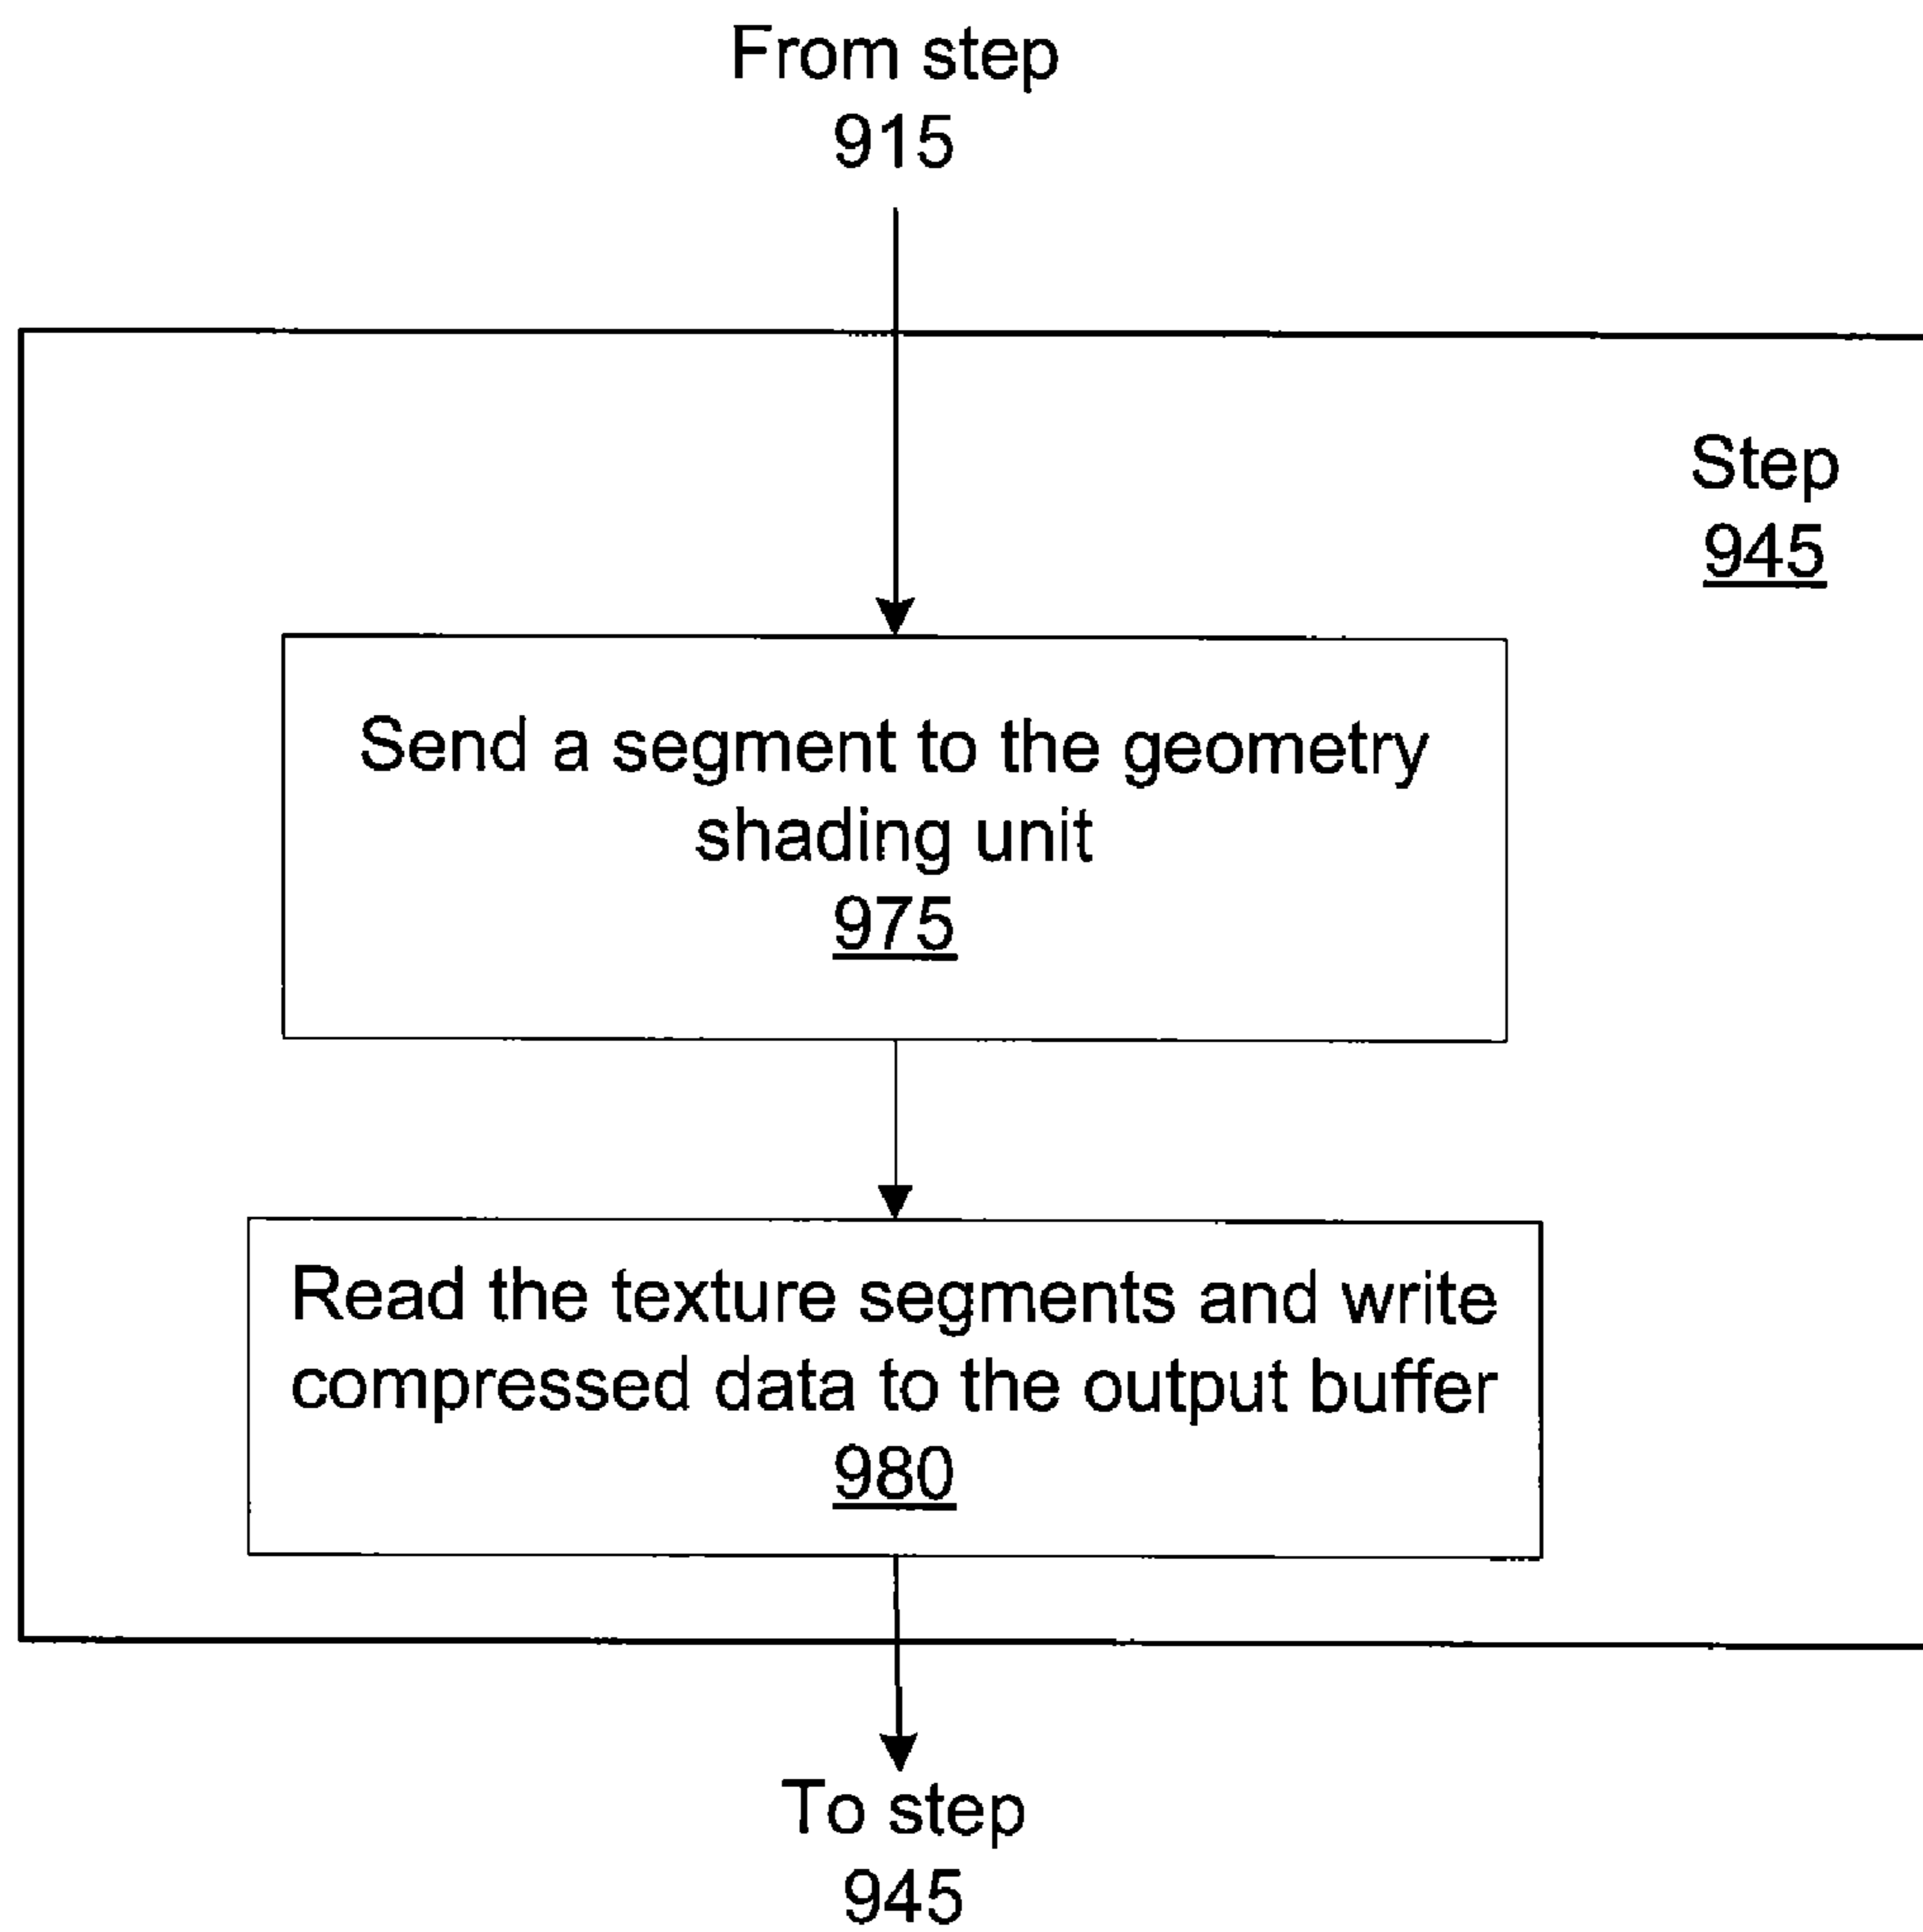 From step
915
Step
945
Send a segment to the geometry
shading unit
975
Read the texture segments and write
compressed data to the output buffer
980
To step
945